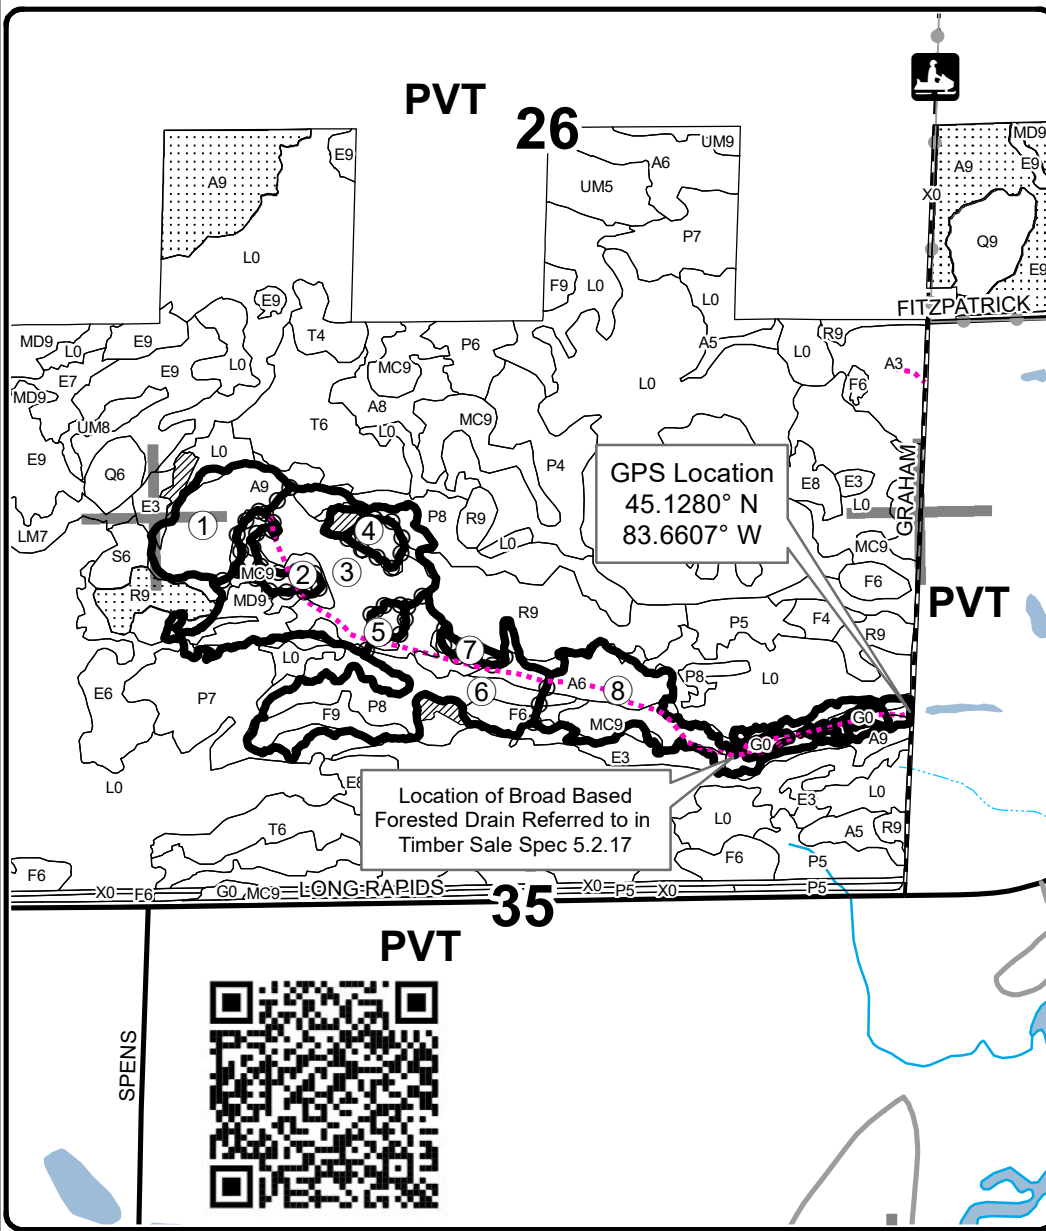 PVT
26
UM9
MD9
E9
A6
A9
E9
A9
UM5
X0
P7
Q9
L0
E9
F9
L0
L0
E9
FITZPATRICK
T4
MD9
L0
E9
P6
A5
L0
R9
A3
E7
E9
L0
MC9
L0
F6
MD9
A8
UM8
T6
L0
MC9
L0
E9
Q6
P4
GPS Location
45.1280° N
83.6607° W
E8
E3
L0
GRAHAM
A9
E3
1
4
P8
R9
LM7
L0
MC9
S6
MC9
2
3
F6
R9
MD9
R9
PVT
5
P5
F4
R9
7
L0
E6
P7
P8
6
A6
8
P8
L0
F9
F6
MC9
G0
G0
A9
E3
L0
E8
Location of Broad Based
Forested Drain Referred to in
Timber Sale Spec 5.2.17
E3
L0
L0
T6
A5
R9
F6
P5
F6
X0
F6
G0
MC9
LONG RAPIDS
X0
P5
X0
P5
35
PVT
SPENS